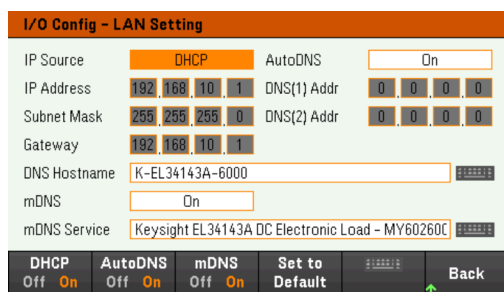 I/O Config - LAN Setting
IP Source DHCP AutoDNS On
IP Address 192.168.10.1 DNS(1) Addr 0.0.0.0
Subnet Mask 255.255.255.0 DNS(2) Addr 0.0.0.0
Gateway 192.168.10.1
DNS Hostname K-EL34143A-6000
mDNS On
mDNS Service Keysight EL34143A DC Electronic Load - MY60260C
DHCP AutoDNS mDNS Set to Back
Off On Off On Off On Default